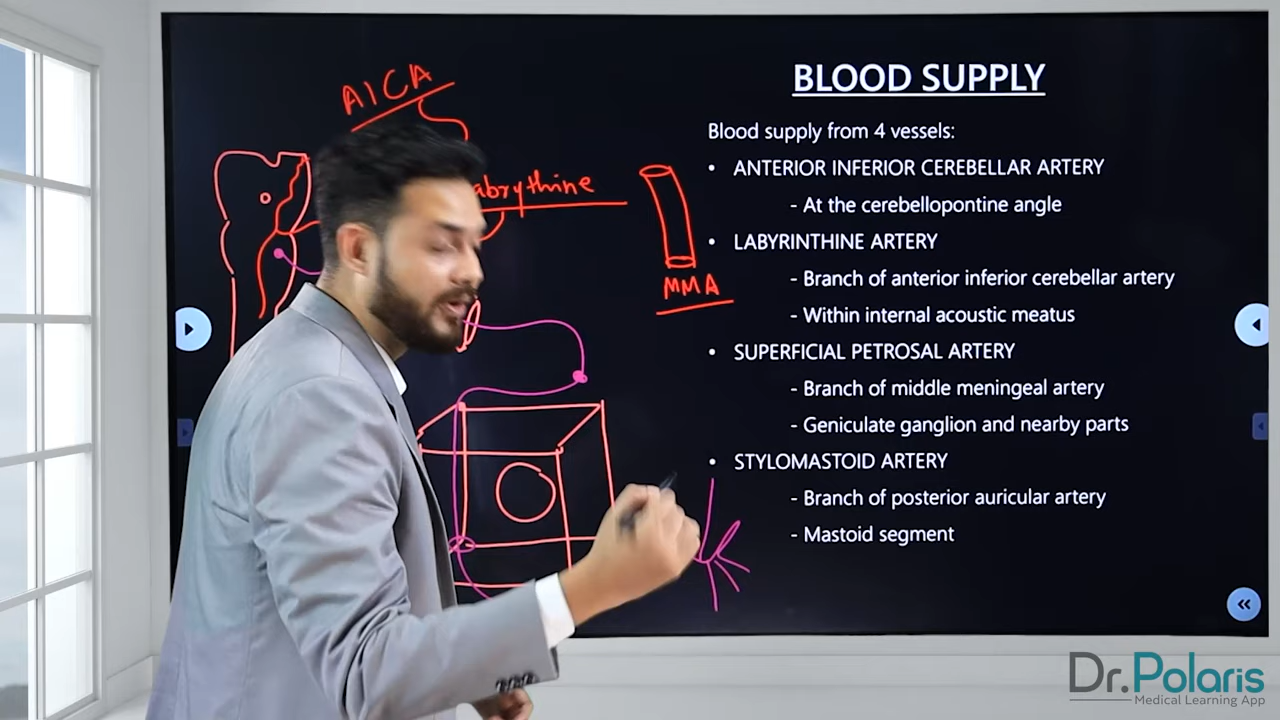 AICA
abrythine
MMA
BLOOD SUPPLY
Blood supply from 4 vessels:
• ANTERIOR INFERIOR CEREBELLAR ARTERY
- At the cerebellopontine angle
• LABYRINTHINE ARTERY
- Branch of anterior inferior cerebellar artery
- Within internal acoustic meatus
• SUPERFICIAL PETROSAL ARTERY
- Branch of middle meningeal artery
- Geniculate ganglion and nearby parts
• STYLOMASTOID ARTERY
- Branch of posterior auricular artery
- Mastoid segment
Dr.Polaris
Medical Learning App